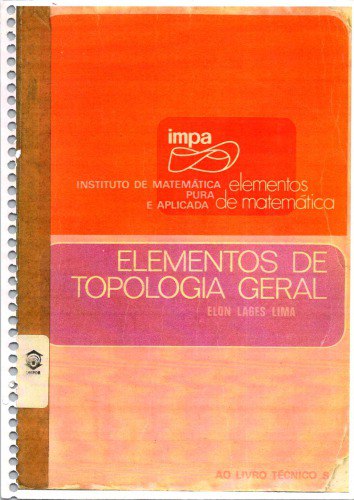 impa
INSTITUTO DE MATEMÁTICA
PURA
E APLICADA
elementos
de matemática
ELEMENTOS DE
TOPOLOGIA GERAL
ELON LAGES LIMA
AO LIVRO TÉCNICO S